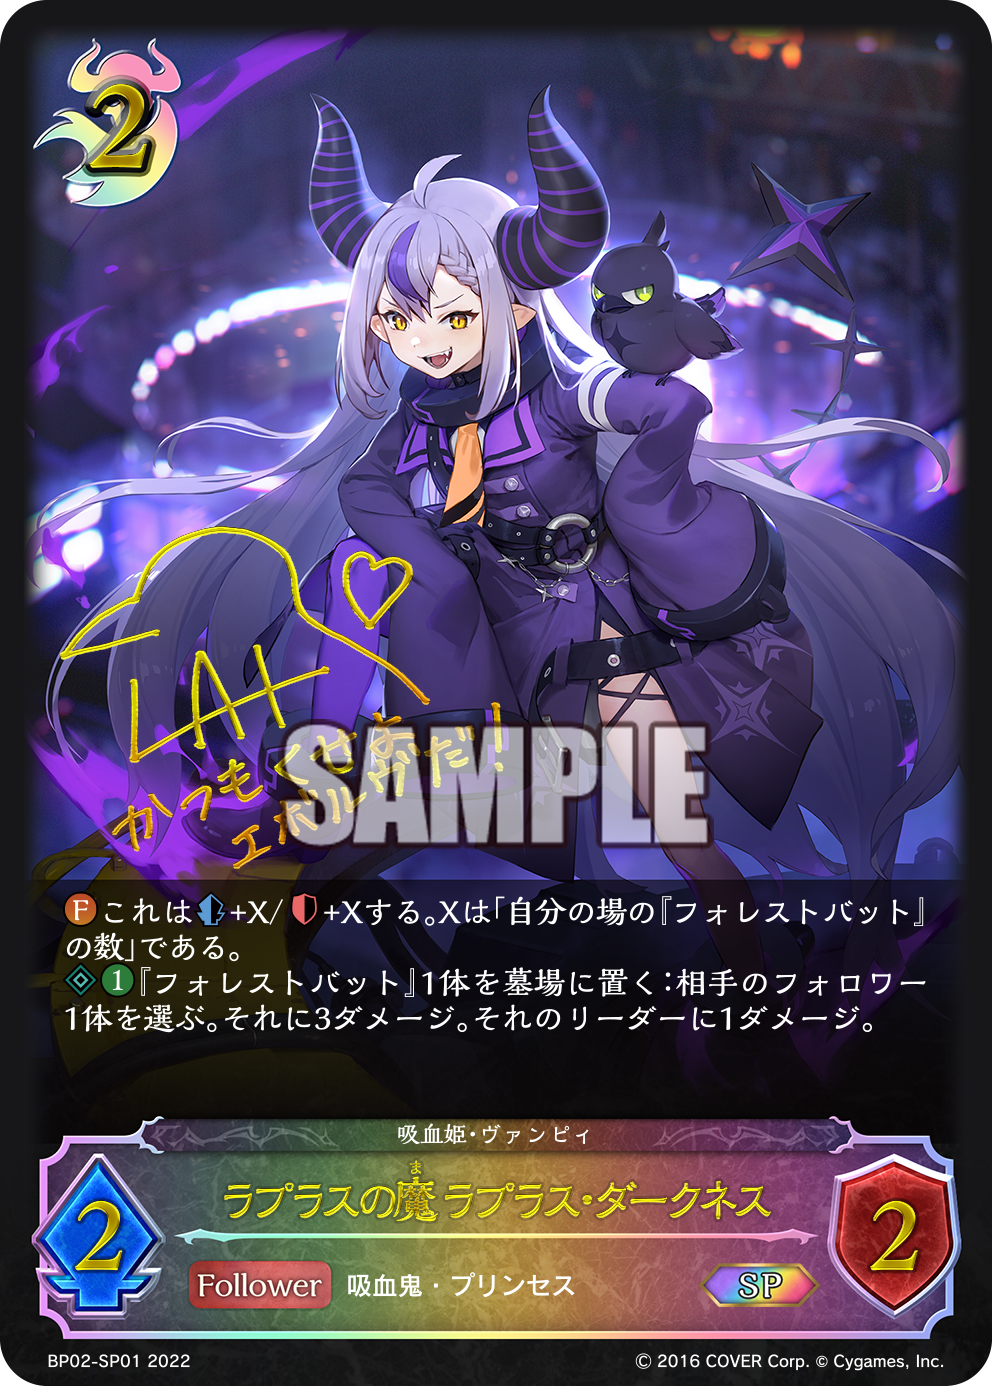 2
LA+
かつもくせよ
エボルヴだ!
SAMPLE
Fこれは+X/+Xする。Xは「自分の場の『フォレストバット』
の数」である。
1『フォレストバット』1体を墓場に置く:相手のフォロワー
1体を選ぶ。それに3ダメージ。それのリーダーに1ダメージ。
吸血姫・ヴァンピィ
ま
ラプラスの魔 ラプラス・ダークネス
2
2
Follower 吸血鬼・プリンセス SP
BP02-SP01 2022 © 2016 COVER Corp. © Cygames, Inc.